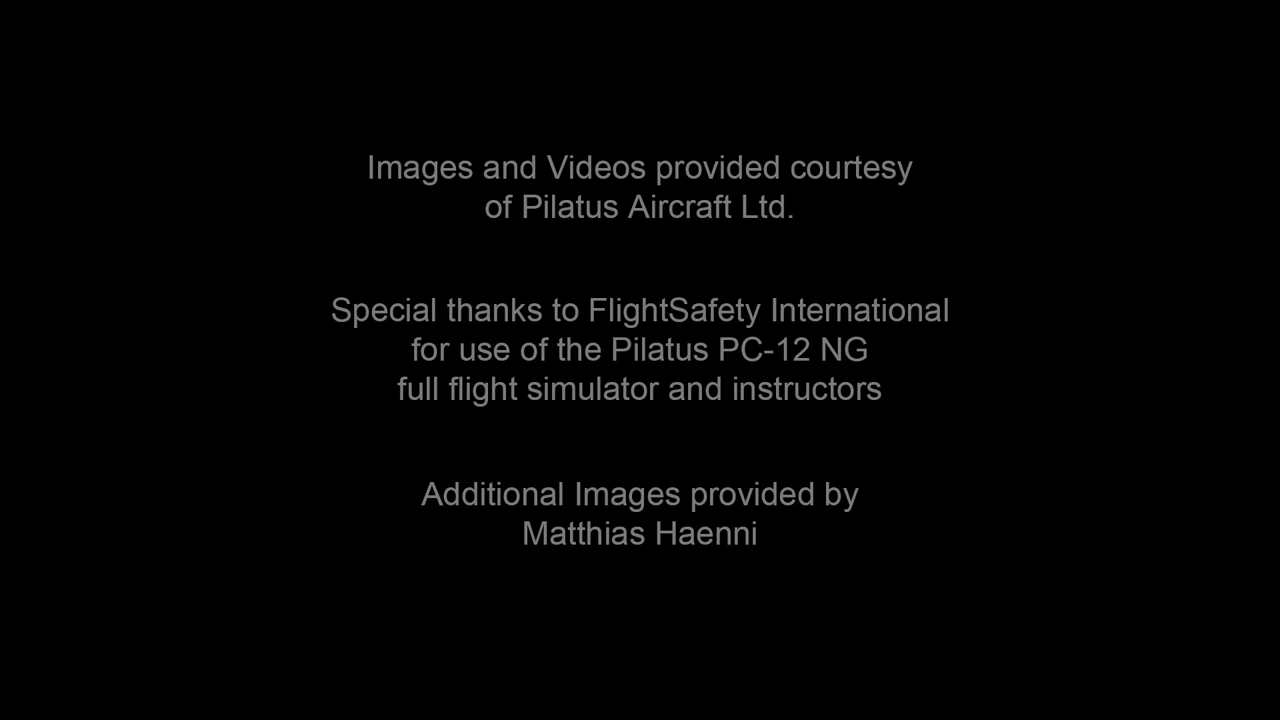 Images and Videos provided courtesy
of Pilatus Aircraft Ltd.
Special thanks to FlightSafety International
for use of the Pilatus PC-12 NG
full flight simulator and instructors
Additional Images provided by
Matthias Haenni